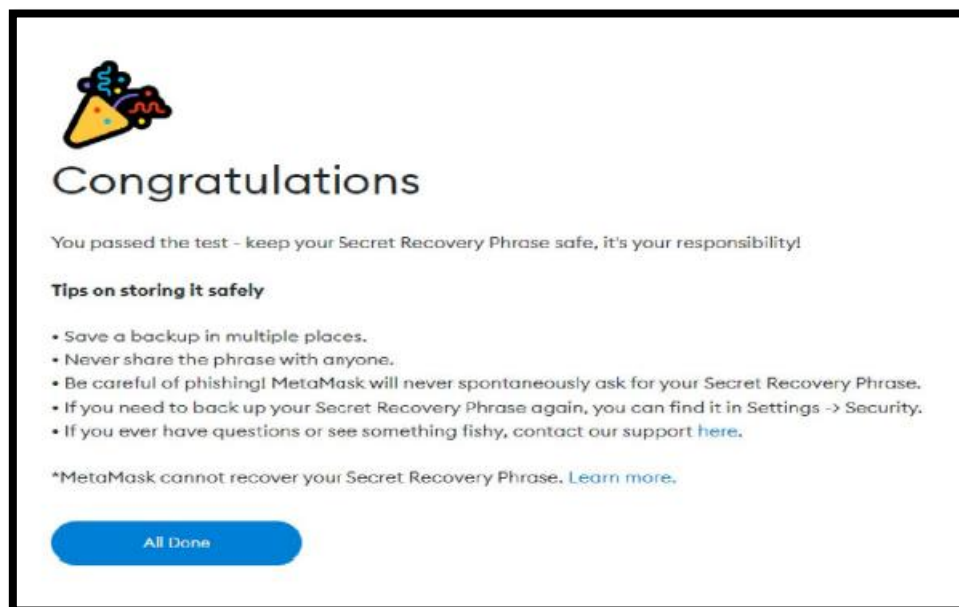 Congratulations
You passed the test - keep your Secret Recovery Phrase safe, it's your responsibility!
Tips on storing it safely
• Save a backup in multiple places.
• Never share the phrase with anyone.
• Be careful of phishing! MetaMask will never spontaneously ask for your Secret Recovery Phrase.
• If you need to back up your Secret Recovery Phrase again, you can find it in Settings -> Security.
• If you ever have questions or see something fishy, contact our support here.
*MetaMask cannot recover your Secret Recovery Phrase. Learn more.
All Done